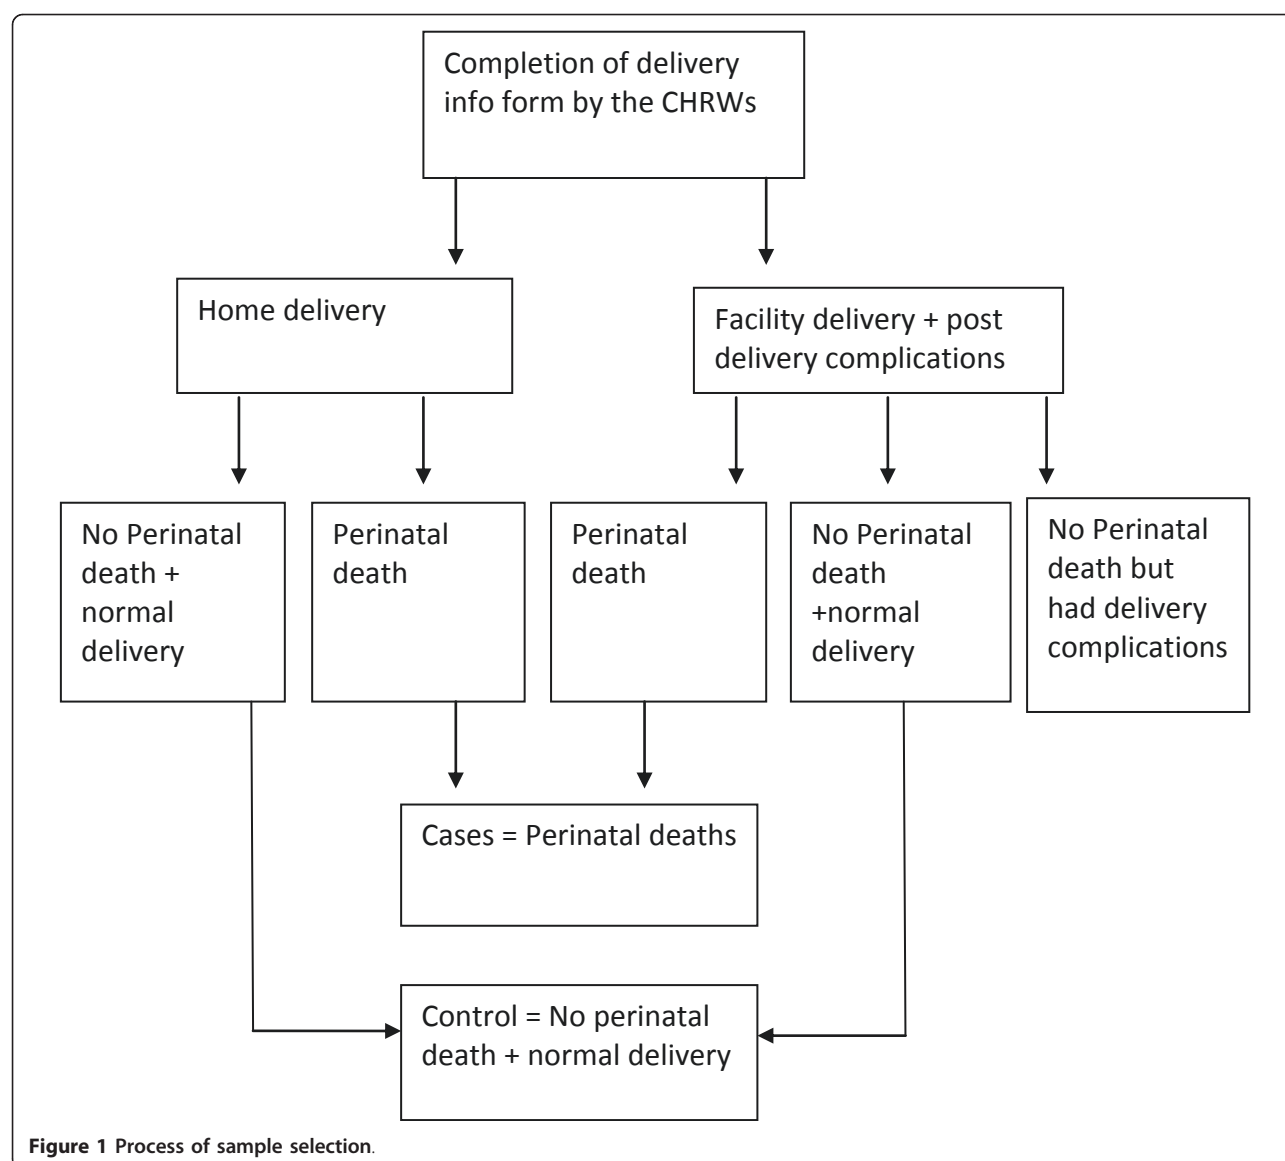 Completion of delivery
info form by the CHRWs
Home delivery
Facility delivery + post
delivery complications
No Perinatal
death +
normal
delivery
Perinatal
death
Perinatal
death
No Perinatal
death
+normal
delivery
No Perinatal
death but
had delivery
complications
Cases = Perinatal deaths
Control = No perinatal
death + normal delivery
Figure 1 Process of sample selection.